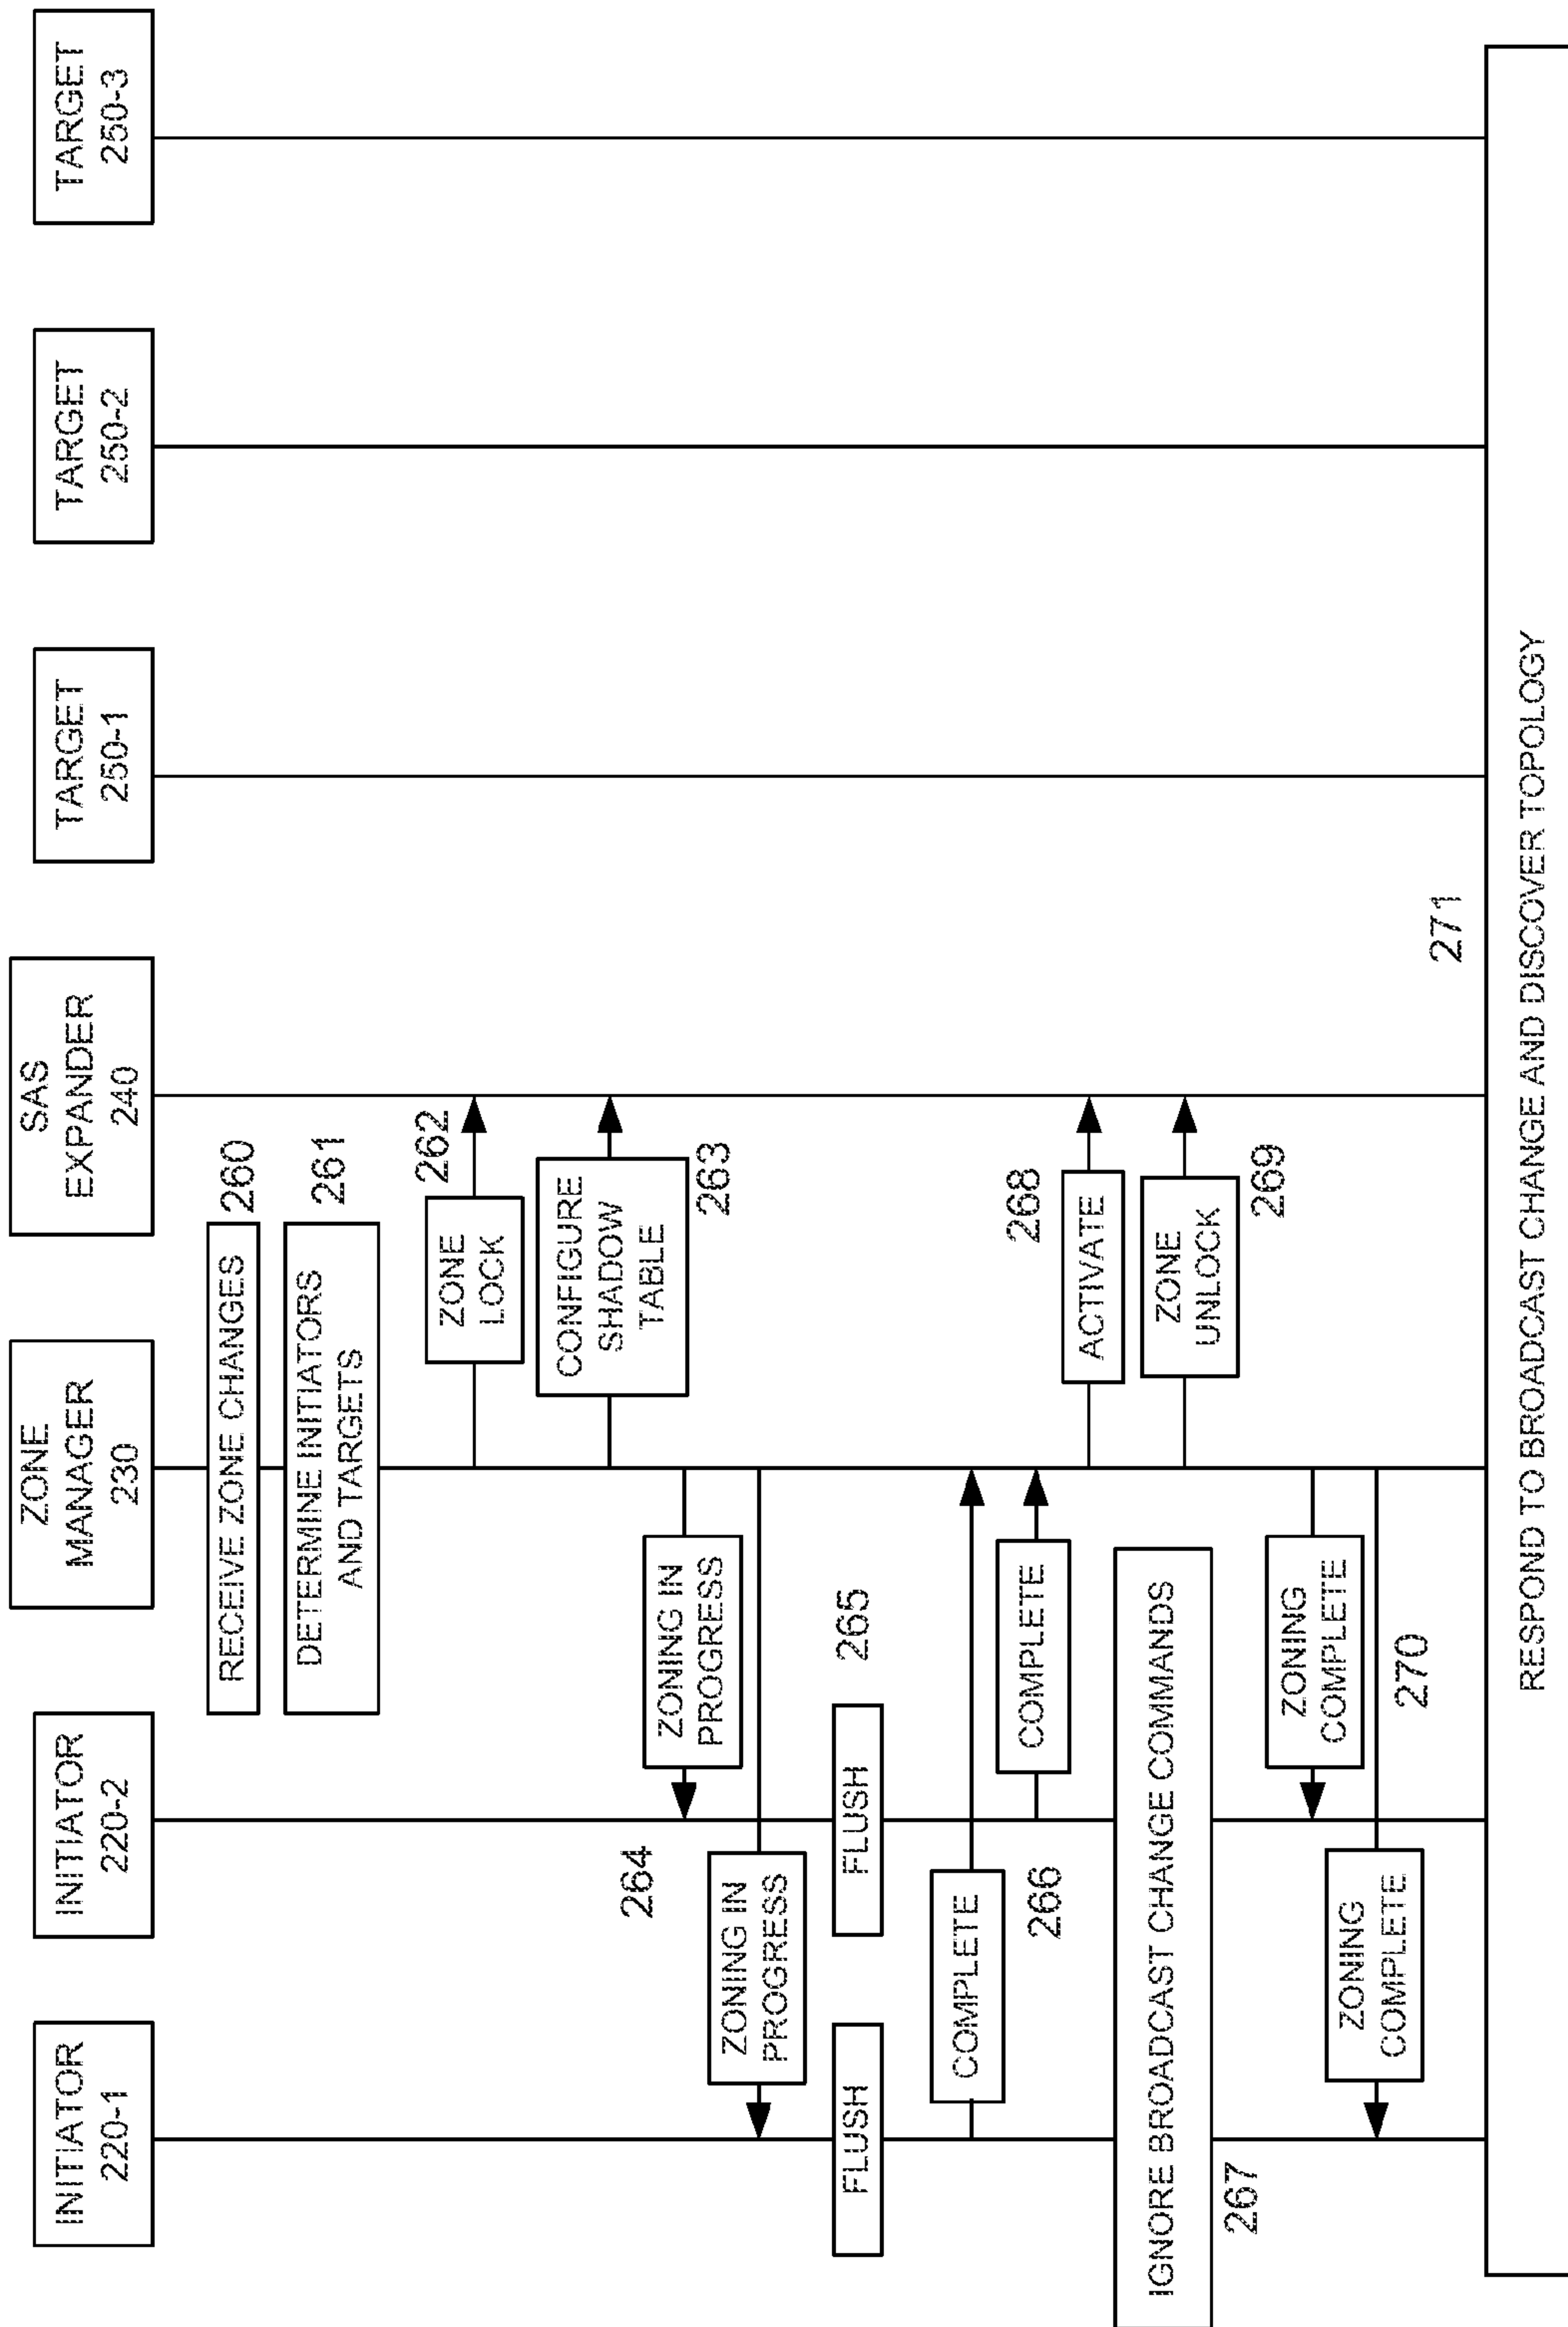 INITIATOR
220-1
INITIATOR
220-2
ZONE
MANAGER
230
SAS
EXPANDER
240
TARGET
250-1
TARGET
250-2
TARGET
250-3
RECEIVE ZONE CHANGES
260
DETERMINE INITIATORS
AND TARGETS
261
ZONE
LOCK
262
CONFIGURE
SHADOW
TABLE
263
264
ZONING IN
PROGRESS
ZONING IN
PROGRESS
FLUSH
FLUSH
265
COMPLETE
COMPLETE
266
IGNORE BROADCAST CHANGE COMMANDS
267
268
ACTIVATE
ZONE
UNLOCK
269
ZONING
COMPLETE
ZONING
COMPLETE
270
271
RESPOND TO BROADCAST CHANGE AND DISCOVER TOPOLOGY